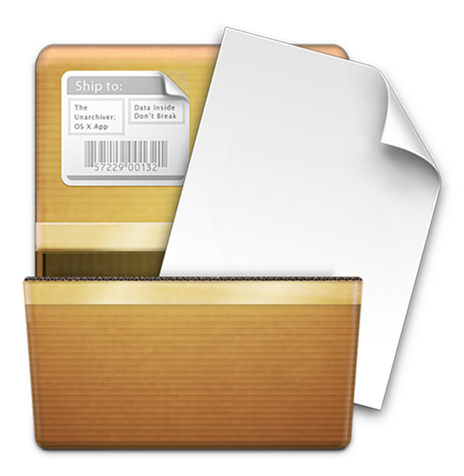 Ship to:
The
Unarchiver;
OS X App
Data Inside
Don't Break
57229"00132